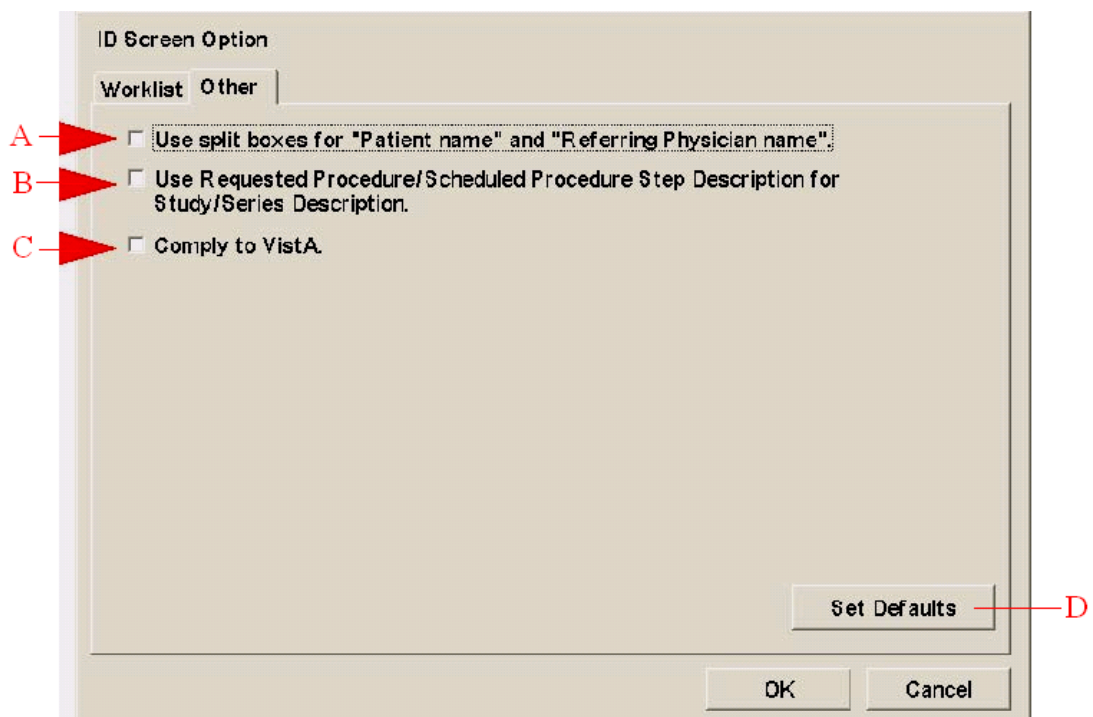 ID Screen Option
Worklist Other
A Use split boxes for "Patient name" and "Referring Physician name".
B Use Requested Procedure/Scheduled Procedure Step Description for
Study/Series Description.
C Comply to VistA.
Set Defaults D
OK Cancel